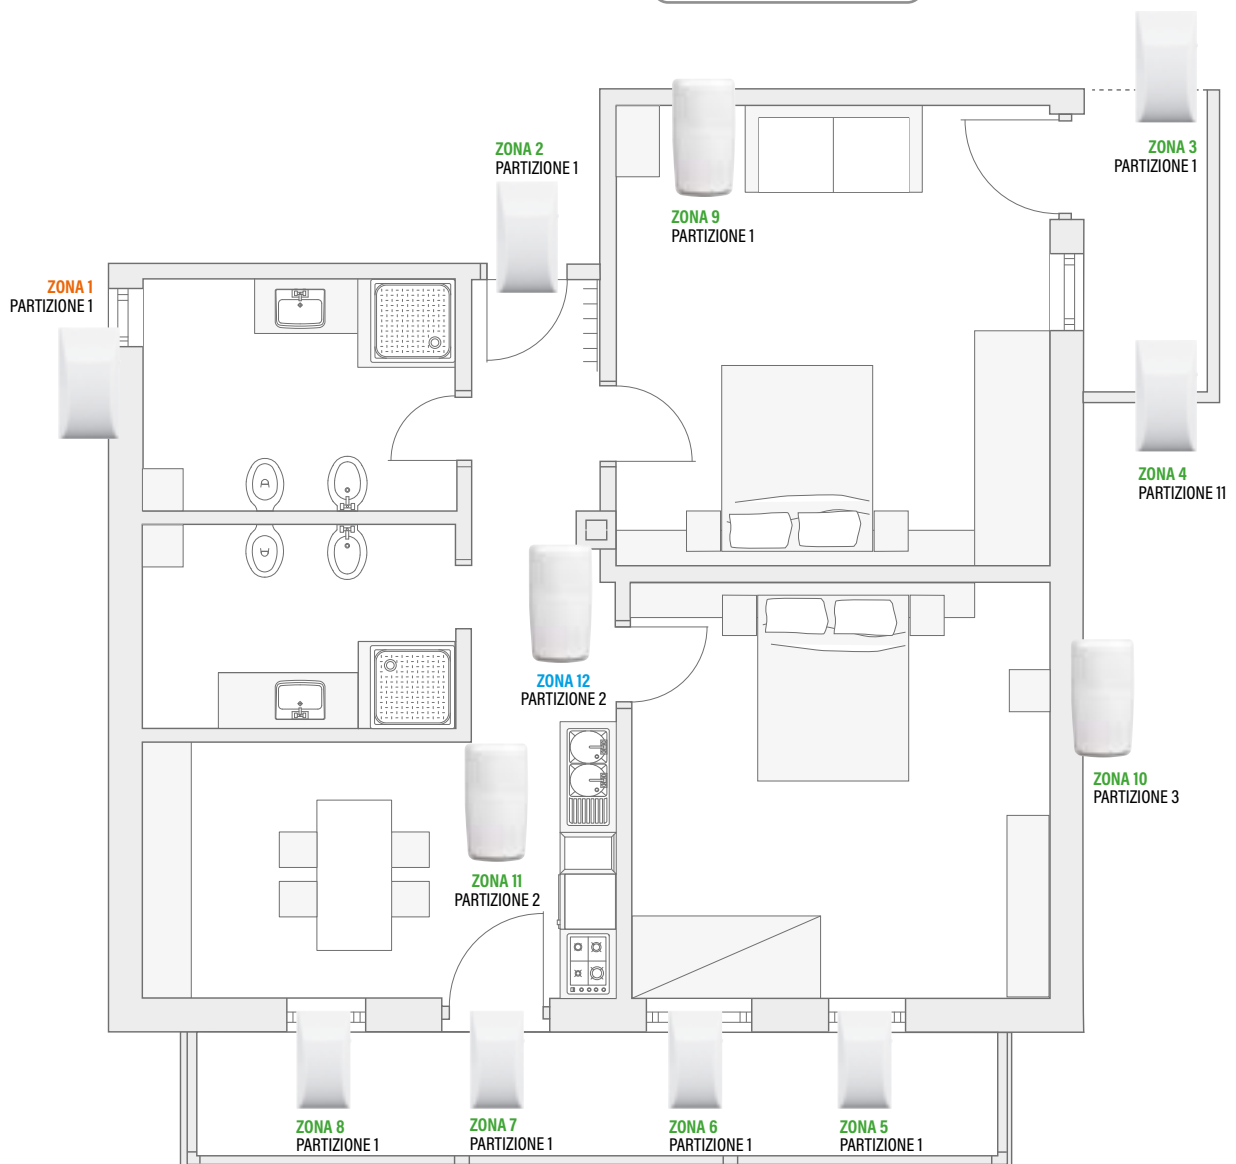 ZONA 2
PARTIZIONE 1
ZONA 3
PARTIZIONE 1
ZONA 9
PARTIZIONE 1
ZONA 1
PARTIZIONE 1
ZONA 4
PARTIZIONE 11
ZONA 12
PARTIZIONE 2
ZONA 10
PARTIZIONE 3
ZONA 11
PARTIZIONE 2
ZONA 8
PARTIZIONE 1
ZONA 7
PARTIZIONE 1
ZONA 6
PARTIZIONE 1
ZONA 5
PARTIZIONE 1